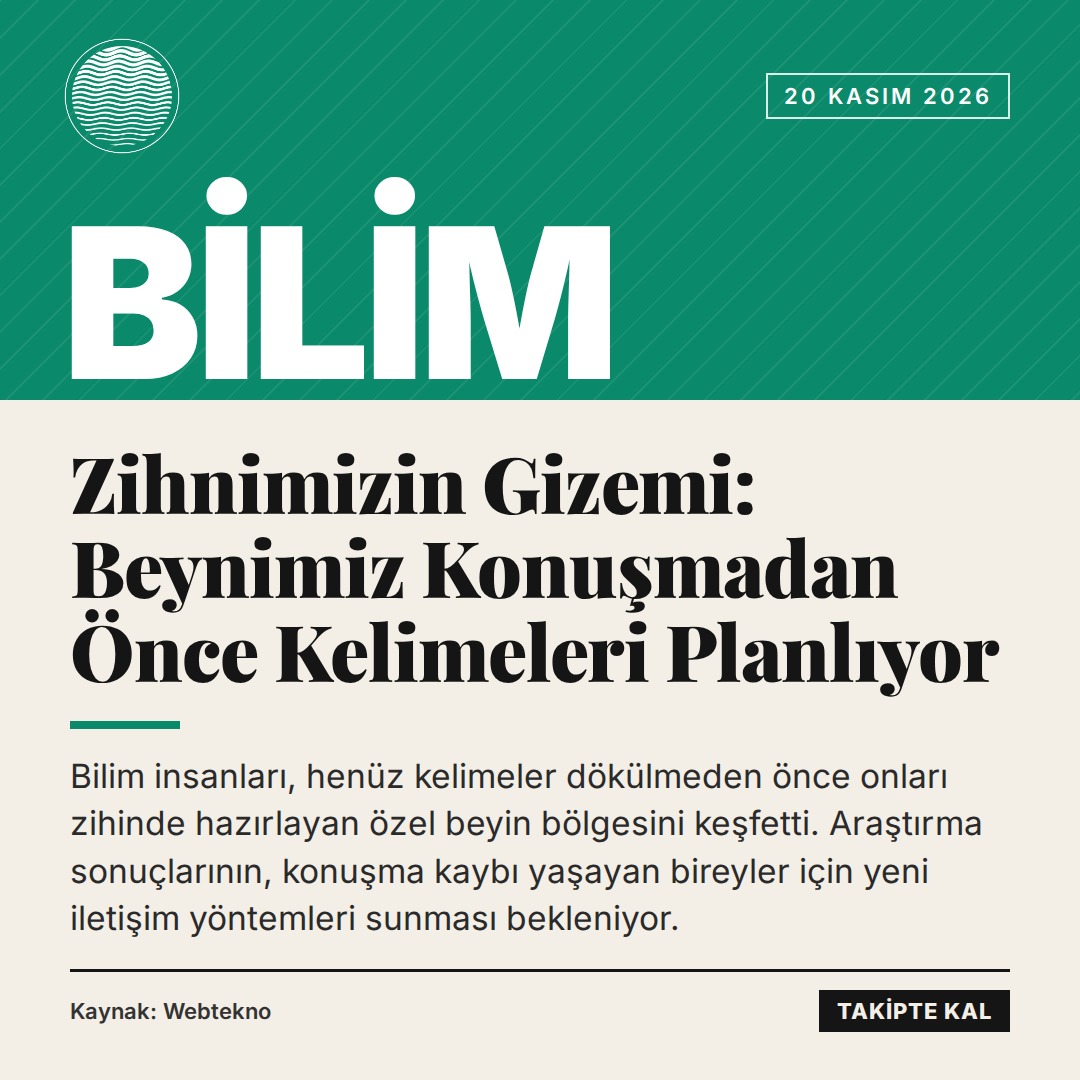 20 KASIM 2026
BİLİM
Zihnimizin Gizemi:
Beynimiz Konuşmadan
Önce Kelimeleri Planlıyor
Bilim insanları, henüz kelimeler dökülmeden önce onları
zihinde hazırlayan özel beyin bölgesini keşfetti. Araştırma
sonuçlarının, konuşma kaybı yaşayan bireyler için yeni
iletişim yöntemleri sunması bekleniyor.
Kaynak: Webtekno
TAKİPTE KAL